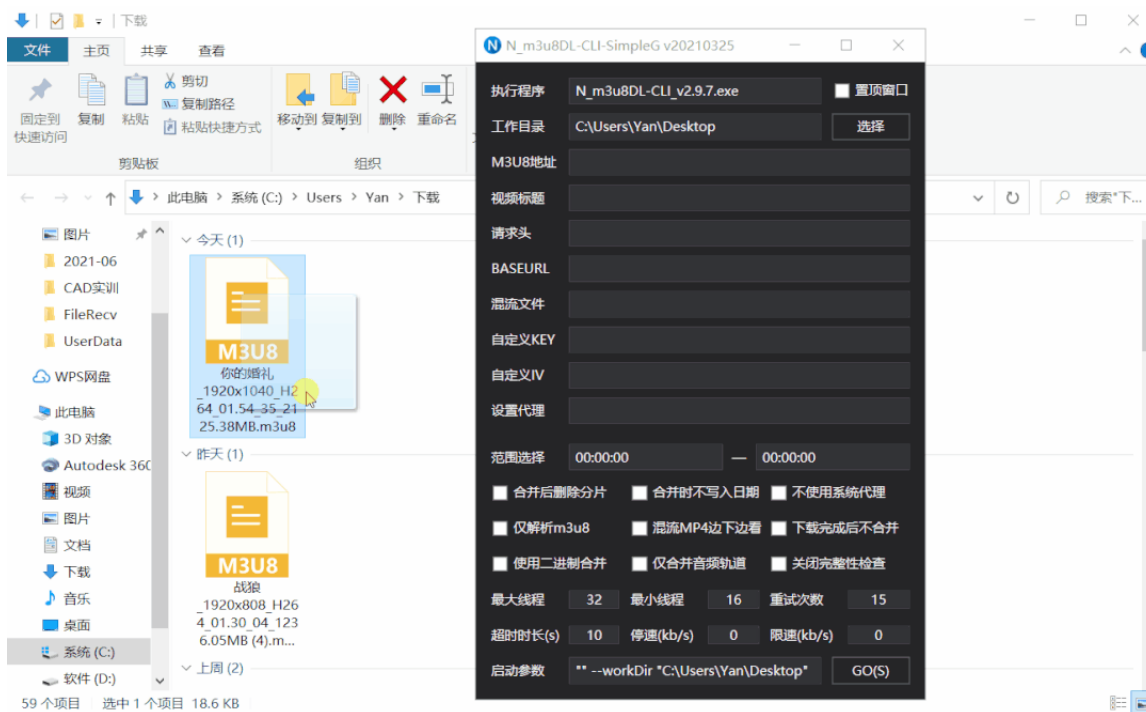 下载
文件 主页 共享 查看
固定到
快速访问
复制
粘贴
剪切
复制路径
粘贴快捷方式
移动到 复制到 删除 重命名
剪贴板
组织
此电脑 > 系统 (C:) > Users > Yan > 下载
搜索"下...
图片
2021-06
CAD实训
FileRecv
UserData
WPS网盘
此电脑
3D 对象
Autodesk 360
视频
图片
文档
下载
音乐
桌面
系统 (C:)
软件 (D:)
今天 (1)
M3U8
你的婚礼
_1920x1040_H2
64_01.54_35_21
25.38MB.m3u8
昨天 (1)
M3U8
战狼
_1920x808_H26
4_01.30_04_123
6.05MB (4).m...
上周 (2)
59 个项目 选中 1 个项目 18.6 KB
N N_m3u8DL-CLI-SimpleG v20210325
执行程序 N_m3u8DL-CLI_v2.9.7.exe 置顶窗口
工作目录 C:\Users\Yan\Desktop 选择
M3U8地址
视频标题
请求头
BASEURL
混流文件
自定义KEY
自定义IV
设置代理
范围选择 00:00:00 — 00:00:00
合并后删除分片 合并时不写入日期 不使用系统代理
仅解析m3u8 混流MP4边下边看 下载完成后不合并
使用二进制合并 仅合并音频轨道 关闭完整性检查
最大线程 32 最小线程 16 重试次数 15
超时时长(s) 10 停速(kb/s) 0 限速(kb/s) 0
启动参数 "" --workDir "C:\Users\Yan\Desktop" GO(S)